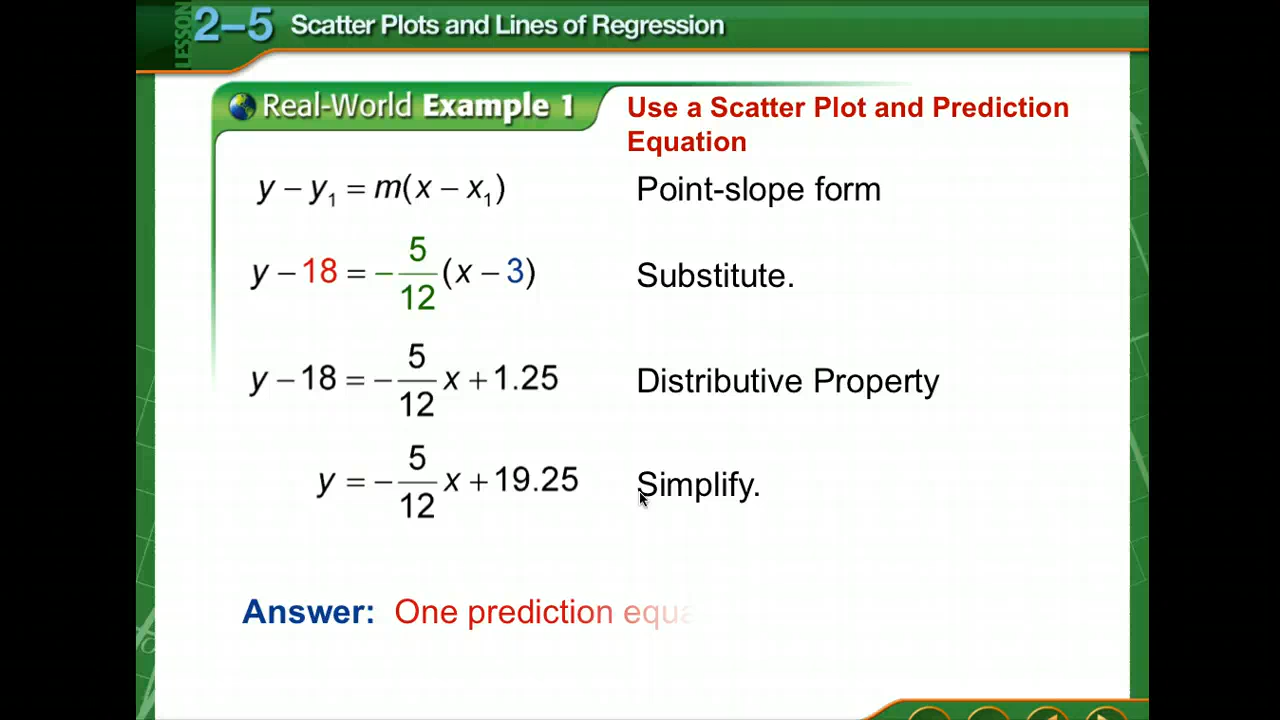 LESSON 2–5 Scatter Plots and Lines of Regression
Real-World Example 1
Use a Scatter Plot and Prediction
Equation
y − y₁ = m(x − x₁) Point-slope form
y − 18 = −5/12(x − 3) Substitute.
y − 18 = −5/12 x + 1.25 Distributive Property
y = −5/12 x + 19.25 Simplify.
Answer: One prediction equa